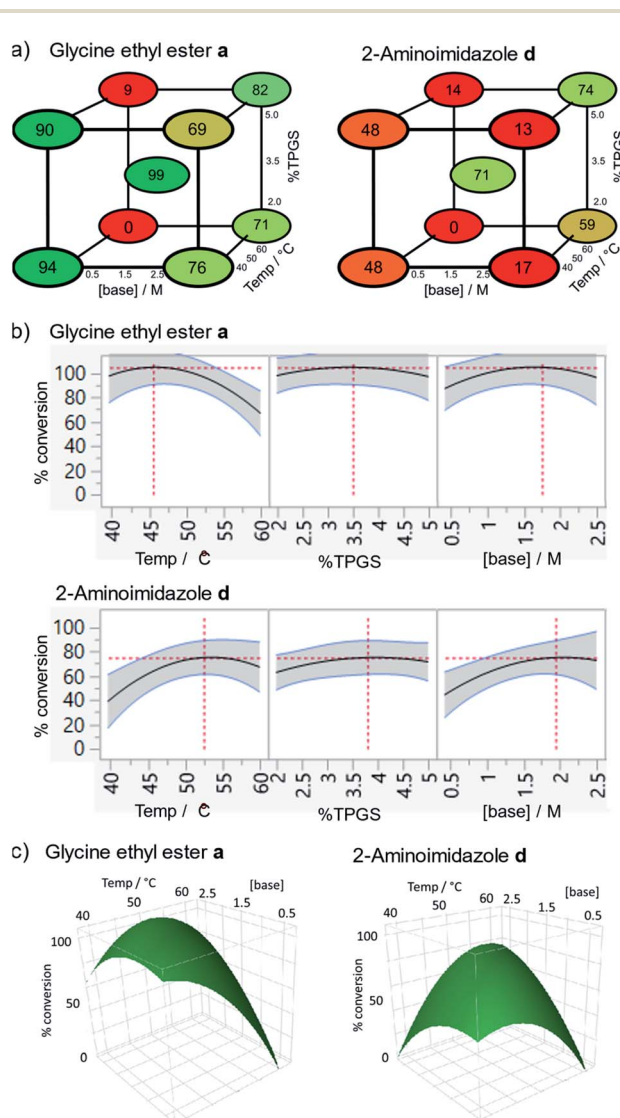 a) Glycine ethyl ester a
2-Aminoimidazole d
9
82
90
69
99
0
71
94
76
5.0
3.5
2.0
%TPGS
60
50
40
Temp / °C
0.5 1.5 2.5
[base] / M
14
74
48
13
71
0
59
48
17
5.0
3.5
2.0
%TPGS
60
50
40
Temp / °C
0.5 1.5 2.5
[base] / M
b) Glycine ethyl ester a
% conversion
100
80
60
40
20
0
40 45 50 55 60
2 2.5 3 3.5 4 4.5 5
0.5 1 1.5 2 2.5
Temp / °C
%TPGS
[base] / M
2-Aminoimidazole d
% conversion
100
80
60
40
20
0
40 45 50 55 60
2 2.5 3 3.5 4 4.5 5
0.5 1 1.5 2 2.5
Temp / °C
%TPGS
[base] / M
c) Glycine ethyl ester a
2-Aminoimidazole d
Temp / °C
[base]
40 50 60
2.5 1.5 0.5
% conversion
100
50
0
Temp / °C
[base]
40 50 60
2.5 1.5 0.5
% conversion
100
50
0